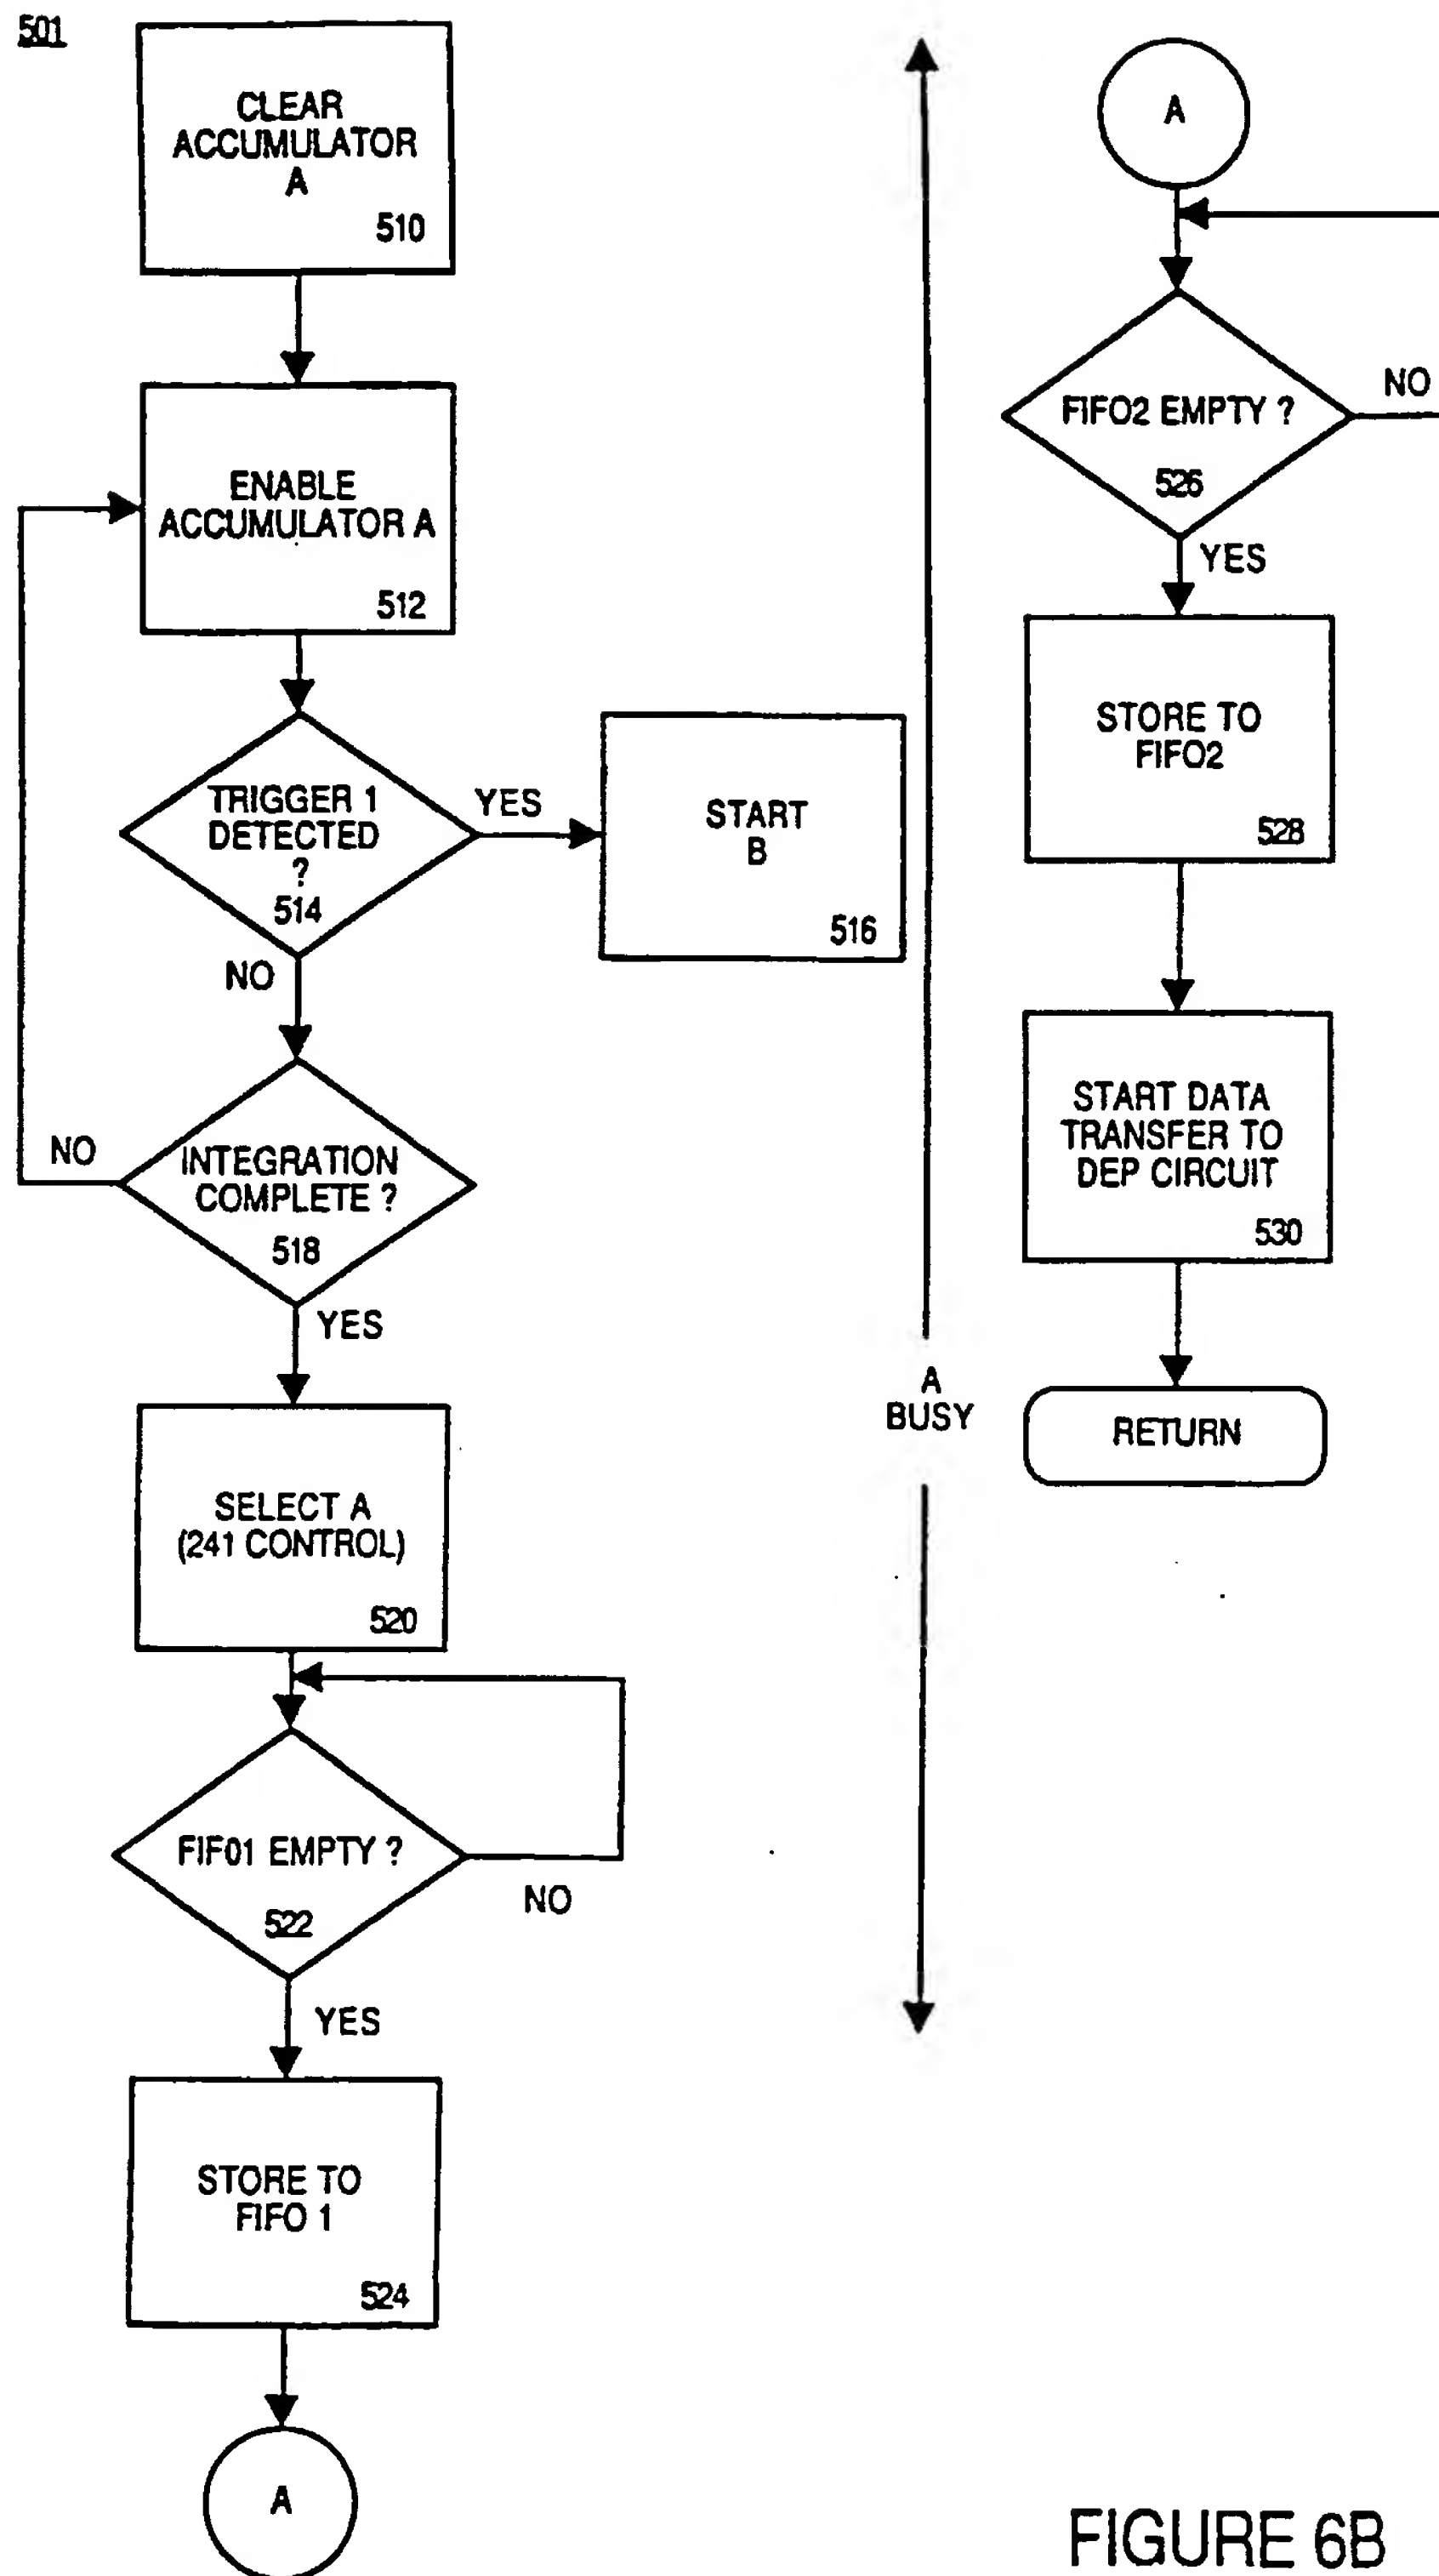 501
CLEAR
ACCUMULATOR
A
510
ENABLE
ACCUMULATOR A
512
TRIGGER 1
DETECTED
?
514
YES
NO
START
B
516
INTEGRATION
COMPLETE ?
518
NO
YES
SELECT A
(241 CONTROL)
520
FIF01 EMPTY ?
522
NO
YES
STORE TO
FIFO 1
524
A
A
BUSY
A
FIFO2 EMPTY ?
526
NO
YES
STORE TO
FIFO2
528
START DATA
TRANSFER TO
DEP CIRCUIT
530
RETURN
FIGURE 6B